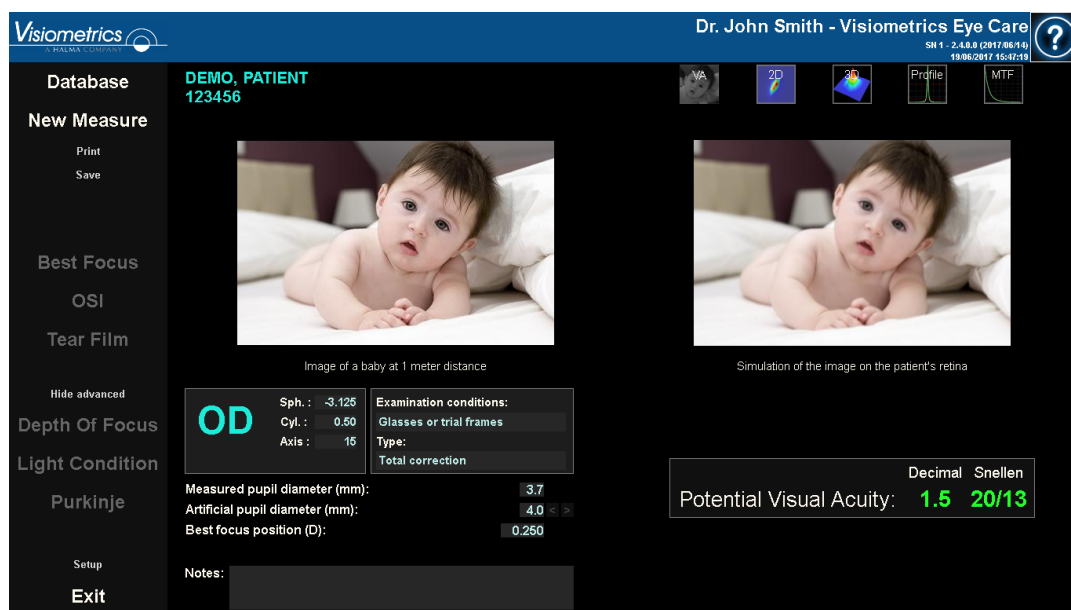 Visiometrics
A HALMA COMPANY
Dr. John Smith - Visiometrics Eye Care
SN 1 - 2.4.0.0 (2017/06/14)
19/06/2017 15:47:19
?
Database
New Measure
Print
Save
Best Focus
OSI
Tear Film
Hide advanced
Depth Of Focus
Light Condition
Purkinje
Setup
Exit
DEMO, PATIENT
123456
VA
2D
3D
Profile
MTF
Image of a baby at 1 meter distance
Simulation of the image on the patient's retina
OD
Sph. : -3.125
Cyl. : 0.50
Axis : 15
Examination conditions:
Glasses or trial frames
Type:
Total correction
Measured pupil diameter (mm): 3.7
Artificial pupil diameter (mm): 4.0 < >
Best focus position (D): 0.250
Decimal Snellen
Potential Visual Acuity: 1.5 20/13
Notes: